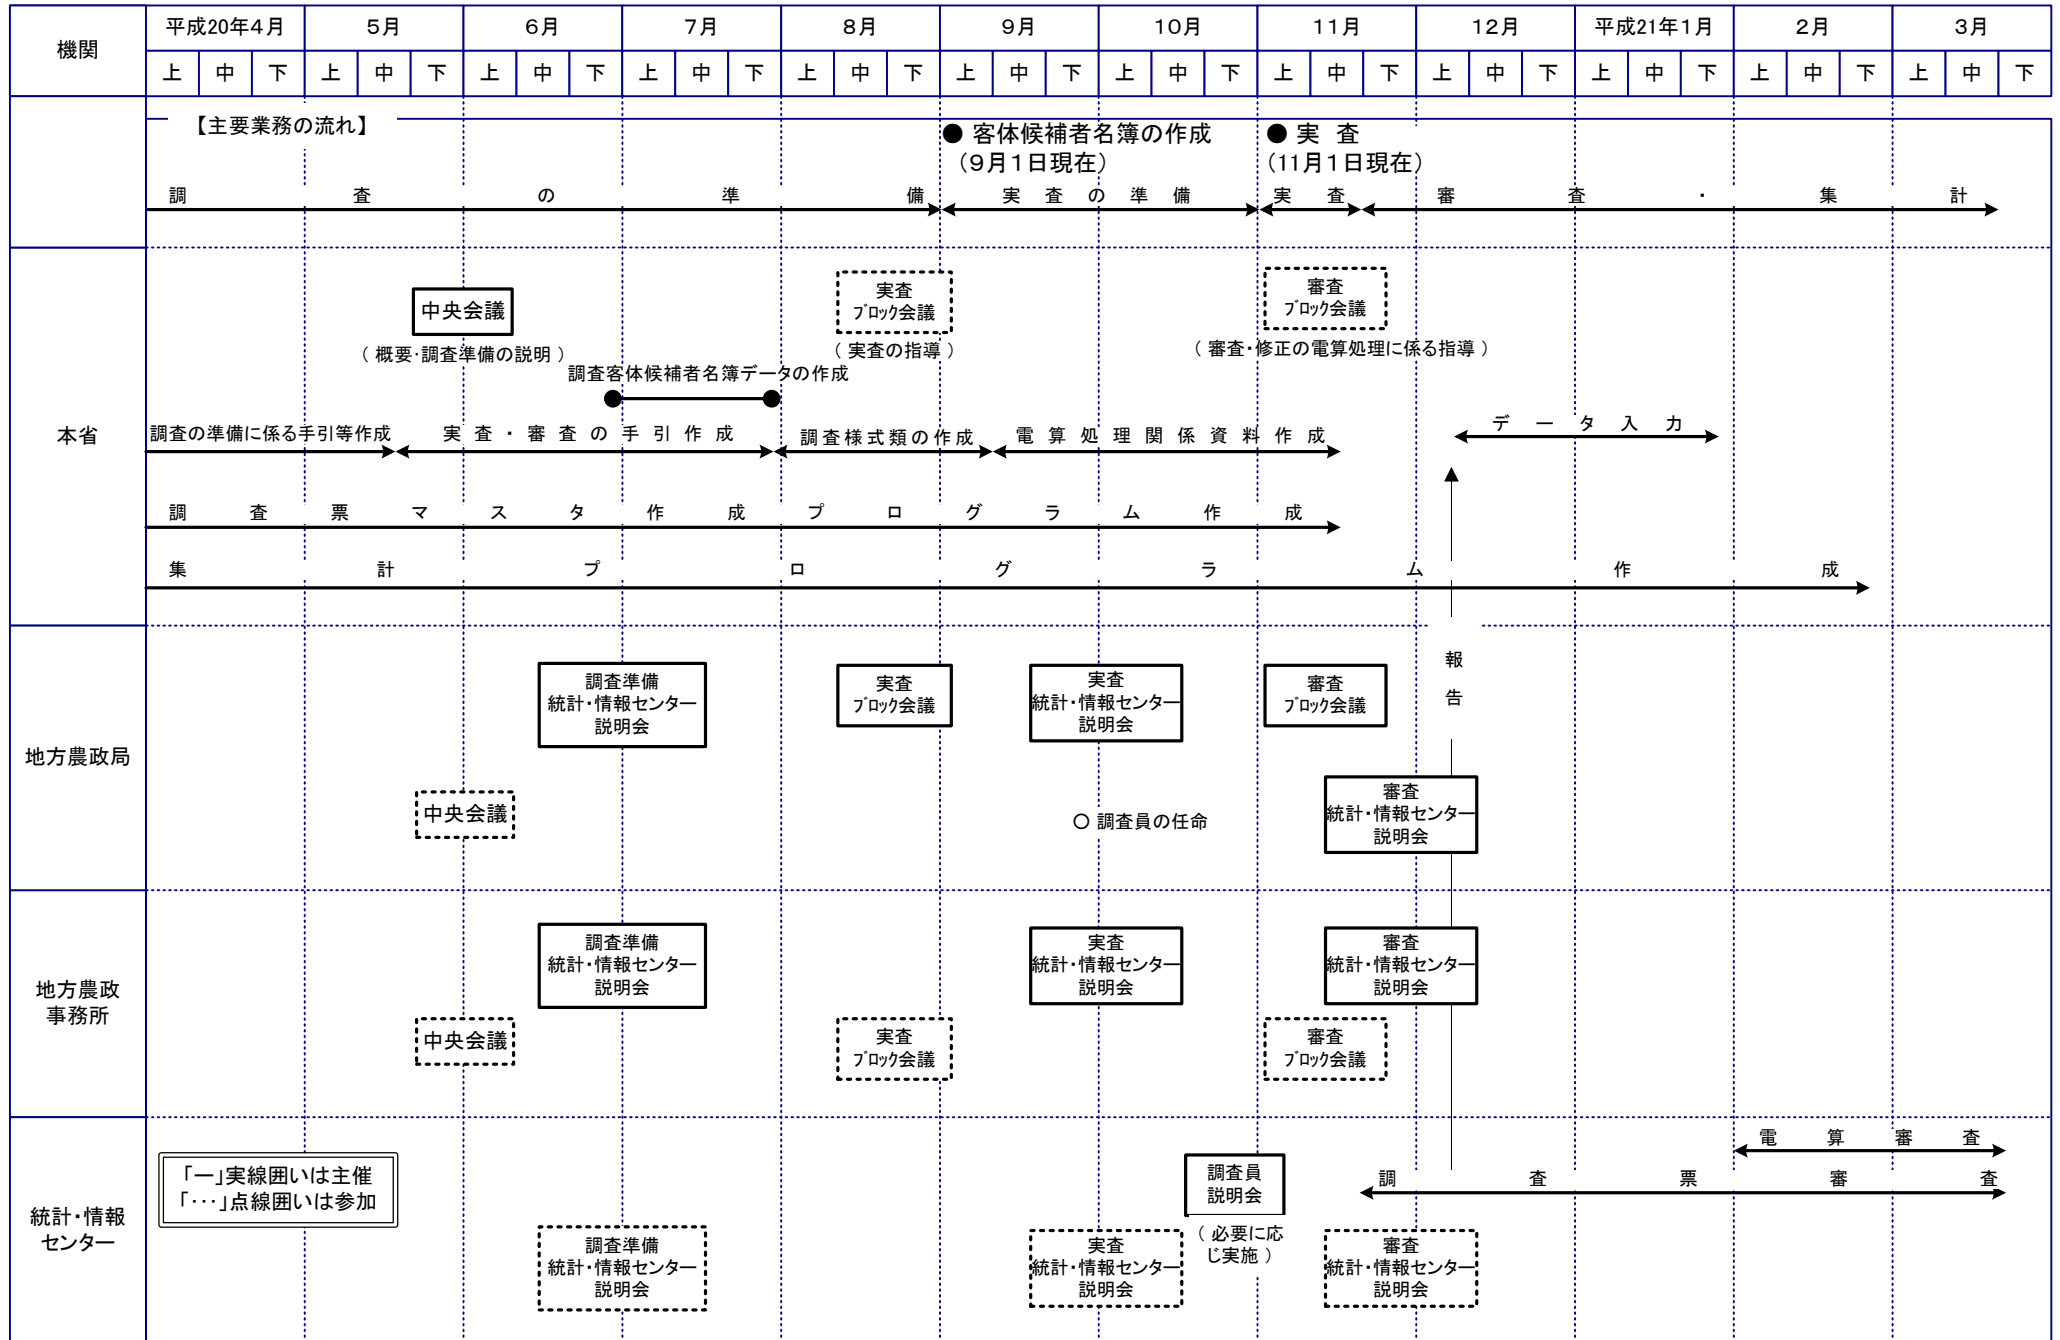 機関
平成20年4月 5月 6月 7月 8月 9月 10月 11月 12月 平成21年1月 2月 3月
上 中 下 上 中 下 上 中 下 上 中 下 上 中 下 上 中 下 上 中 下 上 中 下 上 中 下 上 中 下 上 中 下 上 中 下
【主要業務の流れ】
● 客体候補者名簿の作成
（9月1日現在）
● 実 査
（11月1日現在）
調 査 の 準 備
実 査 の 準 備
実 査
審 査 ・ 集 計
本省
中央会議
（ 概要・調査準備の説明 ）
実査
ブロック会議
（ 実査の指導 ）
審査
ブロック会議
（ 審査・修正の電算処理に係る指導 ）
調査客体候補者名簿データの作成
調査の準備に係る手引等作成
実 査 ・ 審 査 の 手 引 作 成
調査様式類の作成
電 算 処 理 関 係 資 料 作 成
デ ー タ 入 力
調 査 票 マ ス タ 作 成 プ ロ グ ラ ム 作 成
集 計 プ ロ グ ラ ム 作 成
報
告
地方農政局
調査準備
統計・情報センター
説明会
実査
ブロック会議
実査
統計・情報センター
説明会
審査
ブロック会議
中央会議
○ 調査員の任命
審査
統計・情報センター
説明会
地方農政
事務所
調査準備
統計・情報センター
説明会
実査
統計・情報センター
説明会
審査
統計・情報センター
説明会
中央会議
実査
ブロック会議
審査
ブロック会議
統計・情報
センター
「―」実線囲いは主催
「･･･」点線囲いは参加
電 算 審 査
調 査 票 審 査
調査員
説明会
（ 必要に応
じ実施 ）
調査準備
統計・情報センター
説明会
実査
統計・情報センター
説明会
審査
統計・情報センター
説明会